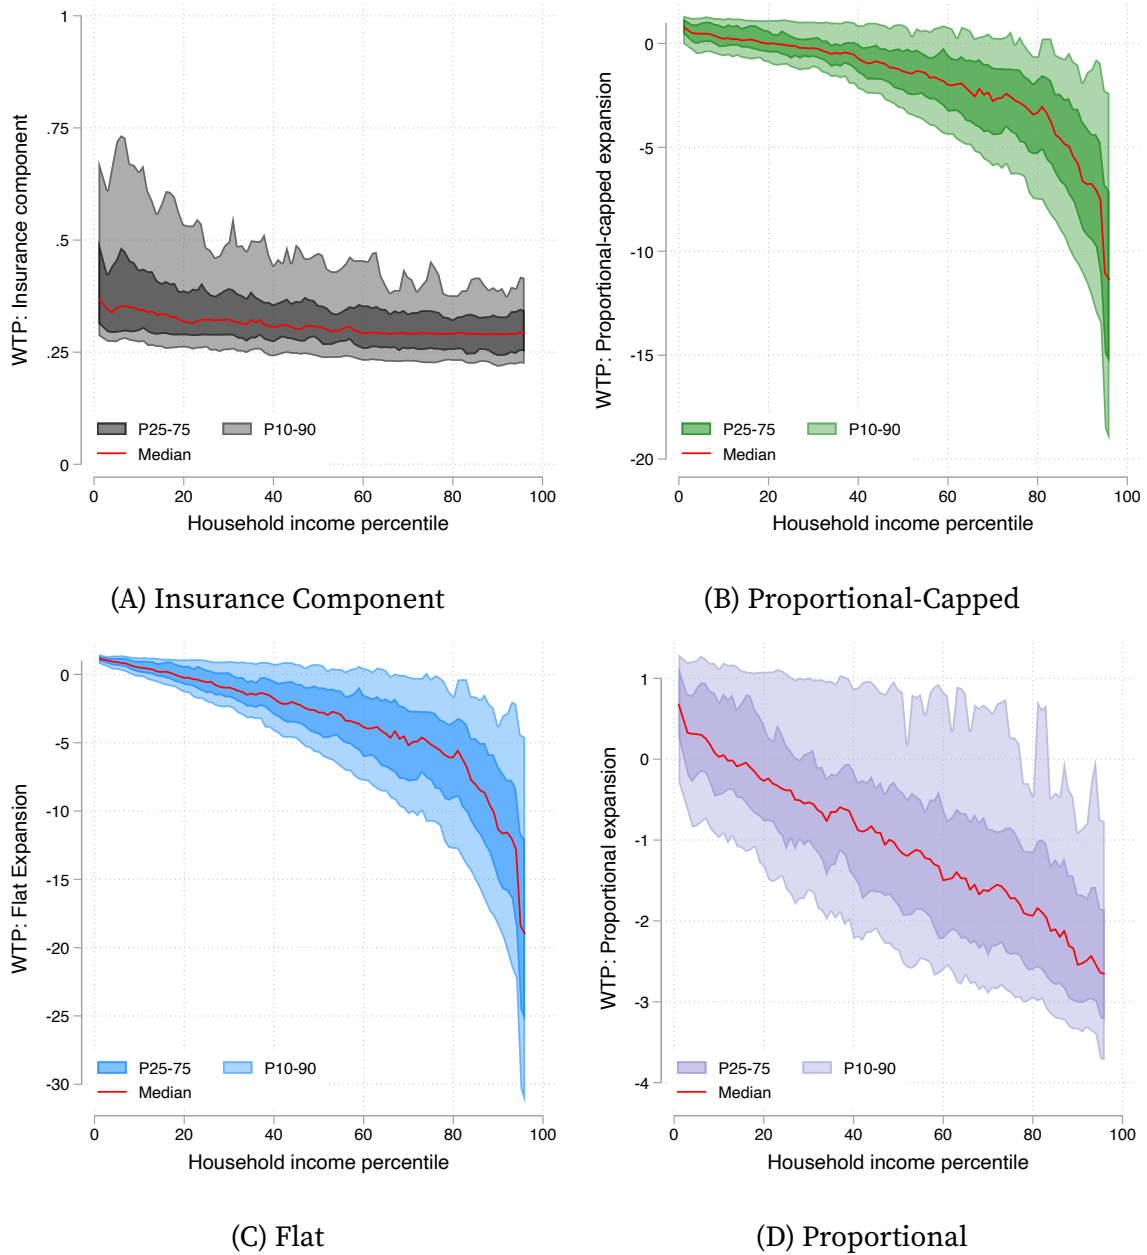 1
.75
.5
.25
0
WTP: Insurance component
P25-75
P10-90
Median
0 20 40 60 80 100
Household income percentile
(A) Insurance Component
0
-5
-10
-15
-20
WTP: Proportional-capped expansion
P25-75
P10-90
Median
0 20 40 60 80 100
Household income percentile
(B) Proportional-Capped
0
-5
-10
-15
-20
-25
-30
WTP: Flat Expansion
P25-75
P10-90
Median
0 20 40 60 80 100
Household income percentile
(C) Flat
1
0
-1
-2
-3
-4
WTP: Proportional expansion
P25-75
P10-90
Median
0 20 40 60 80 100
Household income percentile
(D) Proportional